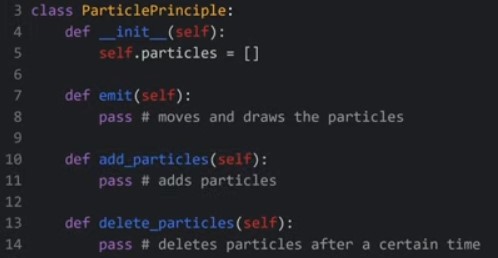 3 class ParticlePrinciple:
4     def __init__(self):
5         self.particles = []
6
7     def emit(self):
8         pass # moves and draws the particles
9
10     def add_particles(self):
11         pass # adds particles
12
13     def delete_particles(self):
14         pass # deletes particles after a certain time